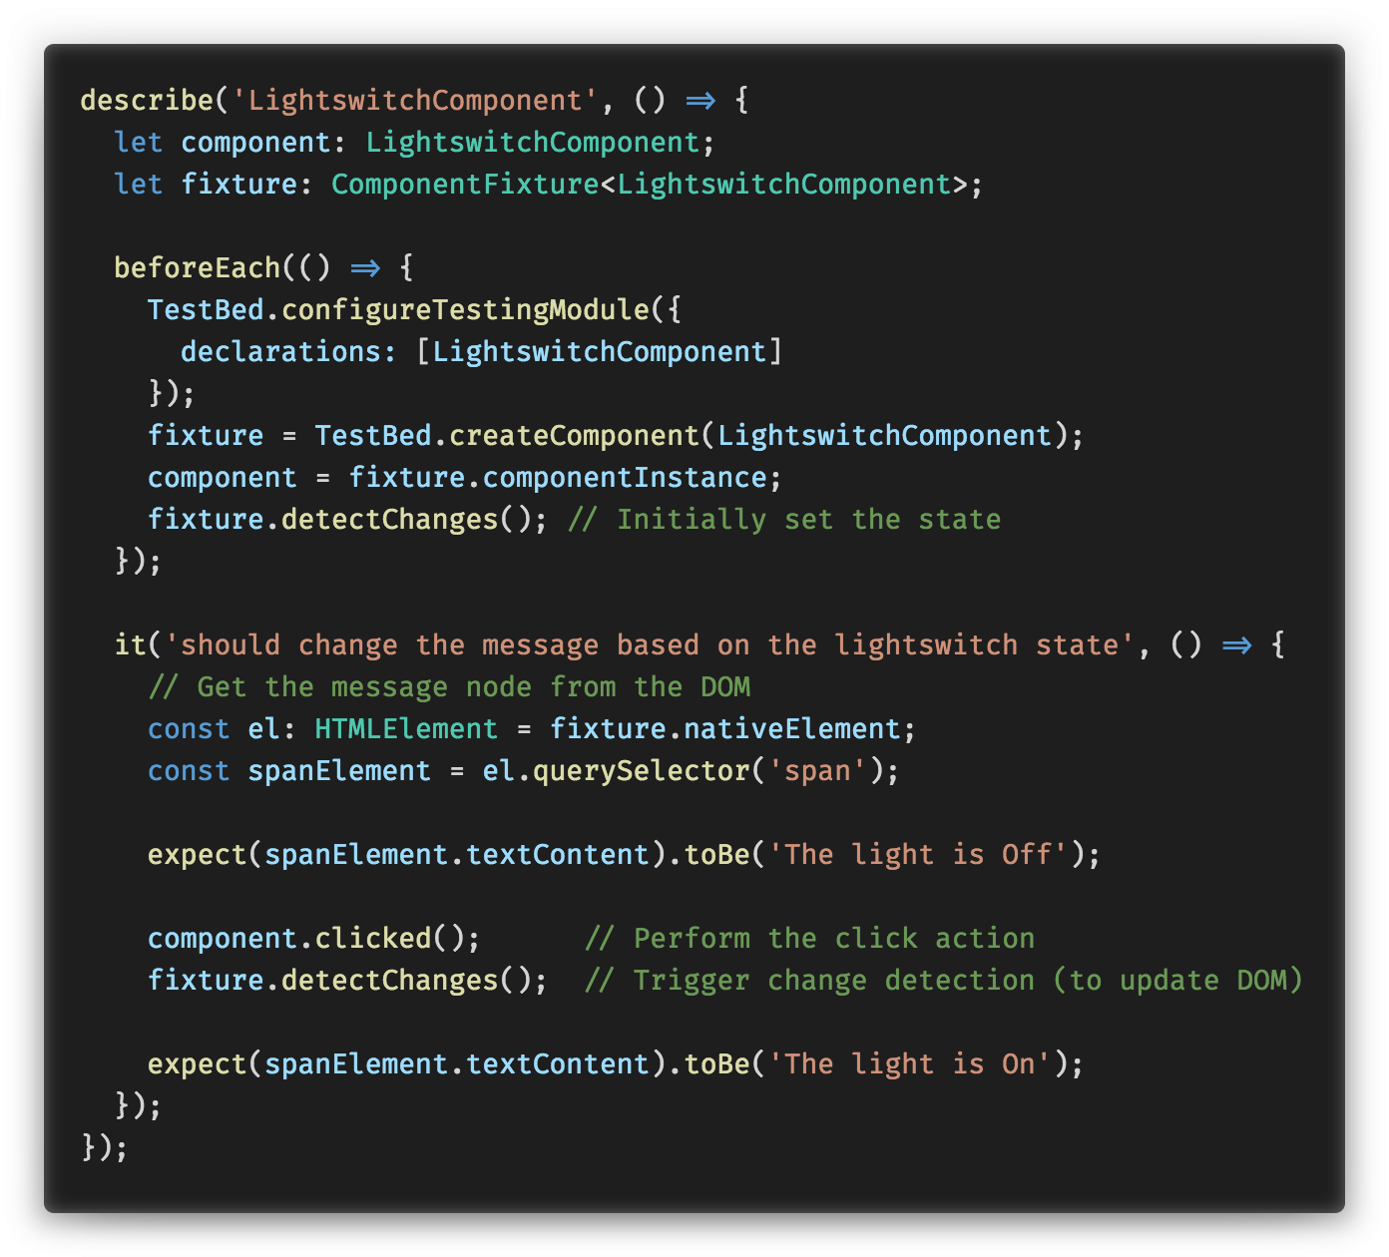 describe('LightswitchComponent', () => {
  let component: LightswitchComponent;
  let fixture: ComponentFixture<LightswitchComponent>;

  beforeEach(() => {
    TestBed.configureTestingModule({
      declarations: [LightswitchComponent]
    });
    fixture = TestBed.createComponent(LightswitchComponent);
    component = fixture.componentInstance;
    fixture.detectChanges(); // Initially set the state
  });

  it('should change the message based on the lightswitch state', () => {
    // Get the message node from the DOM
    const el: HTMLElement = fixture.nativeElement;
    const spanElement = el.querySelector('span');

    expect(spanElement.textContent).toBe('The light is Off');

    component.clicked();      // Perform the click action
    fixture.detectChanges();  // Trigger change detection (to update DOM)

    expect(spanElement.textContent).toBe('The light is On');
  });
});